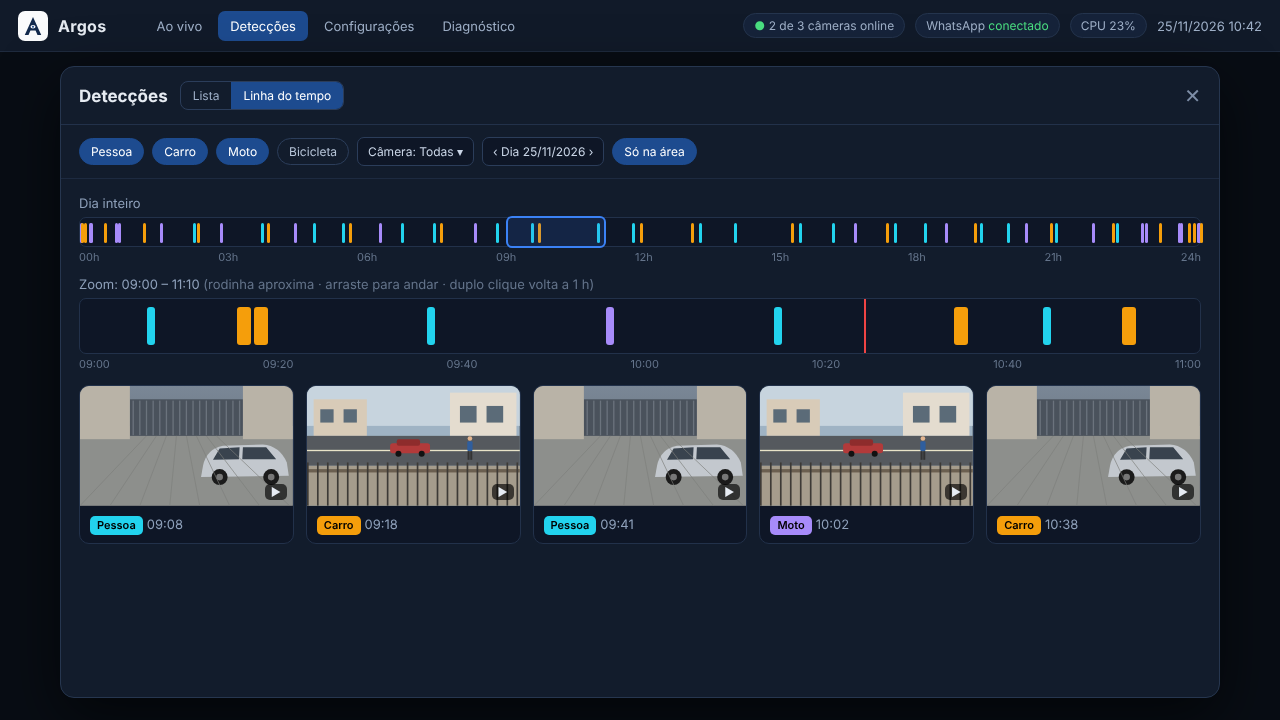 Argos
Ao vivo
Detecções
Configurações
Diagnóstico
2 de 3 câmeras online
WhatsApp conectado
CPU 23%
25/11/2026 10:42
Detecções
Lista
Linha do tempo
✕
Pessoa
Carro
Moto
Bicicleta
Câmera: Todas ▾
‹ Dia 25/11/2026 ›
Só na área
Dia inteiro
00h 03h 06h 09h 12h 15h 18h 21h 24h
Zoom: 09:00 – 11:10 (rodinha aproxima · arraste para andar · duplo clique volta a 1 h)
09:00 09:20 09:40 10:00 10:20 10:40 11:00
Pessoa 09:08
Carro 09:18
Pessoa 09:41
Moto 10:02
Carro 10:38